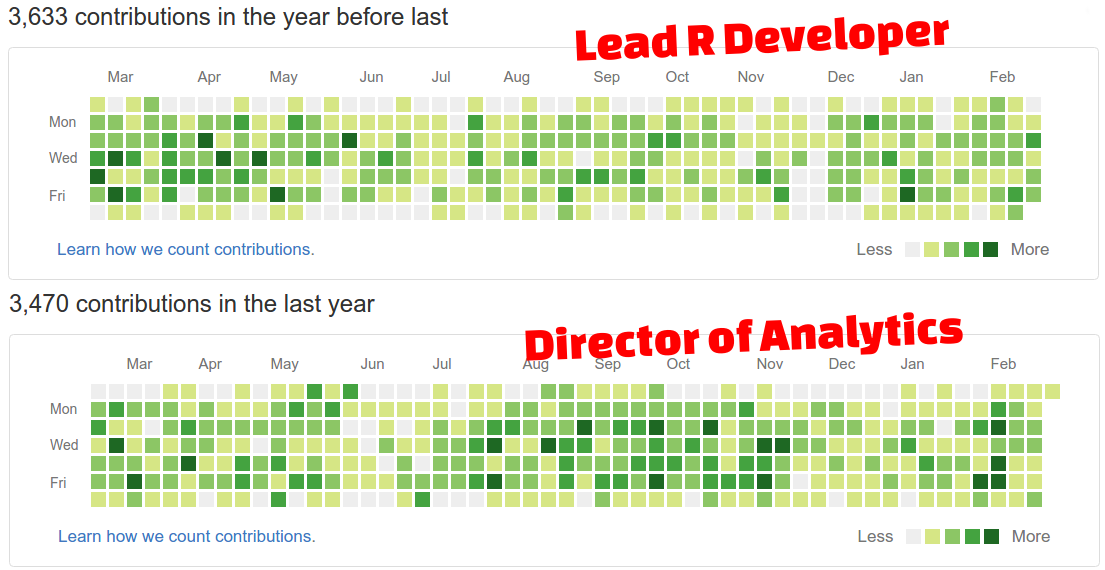 3,633 contributions in the year before last
Lead R Developer
Mar Apr May Jun Jul Aug Sep Oct Nov Dec Jan Feb
Mon
Wed
Fri
Learn how we count contributions. Less More
3,470 contributions in the last year
Director of Analytics
Mar Apr May Jun Jul Aug Sep Oct Nov Dec Jan Feb
Mon
Wed
Fri
Learn how we count contributions. Less More